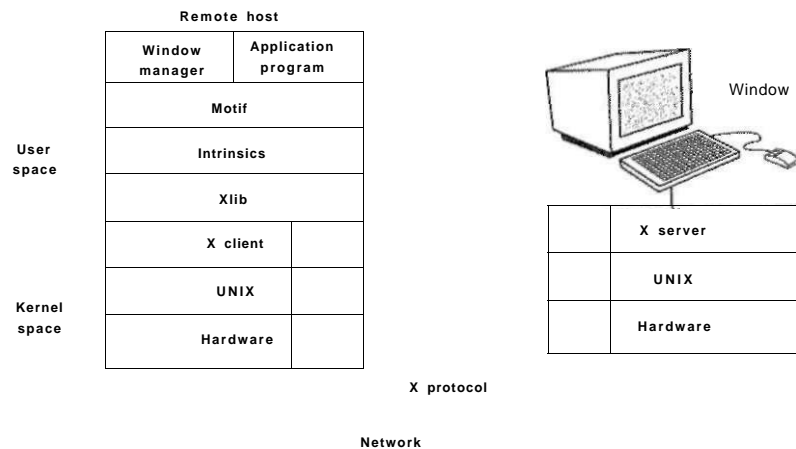 Remote host
Window
manager
Application
program
Motif
Intrinsics
Xlib
X client
UNIX
Hardware
User
space
Kernel
space
Window
X server
UNIX
Hardware
X protocol
Network